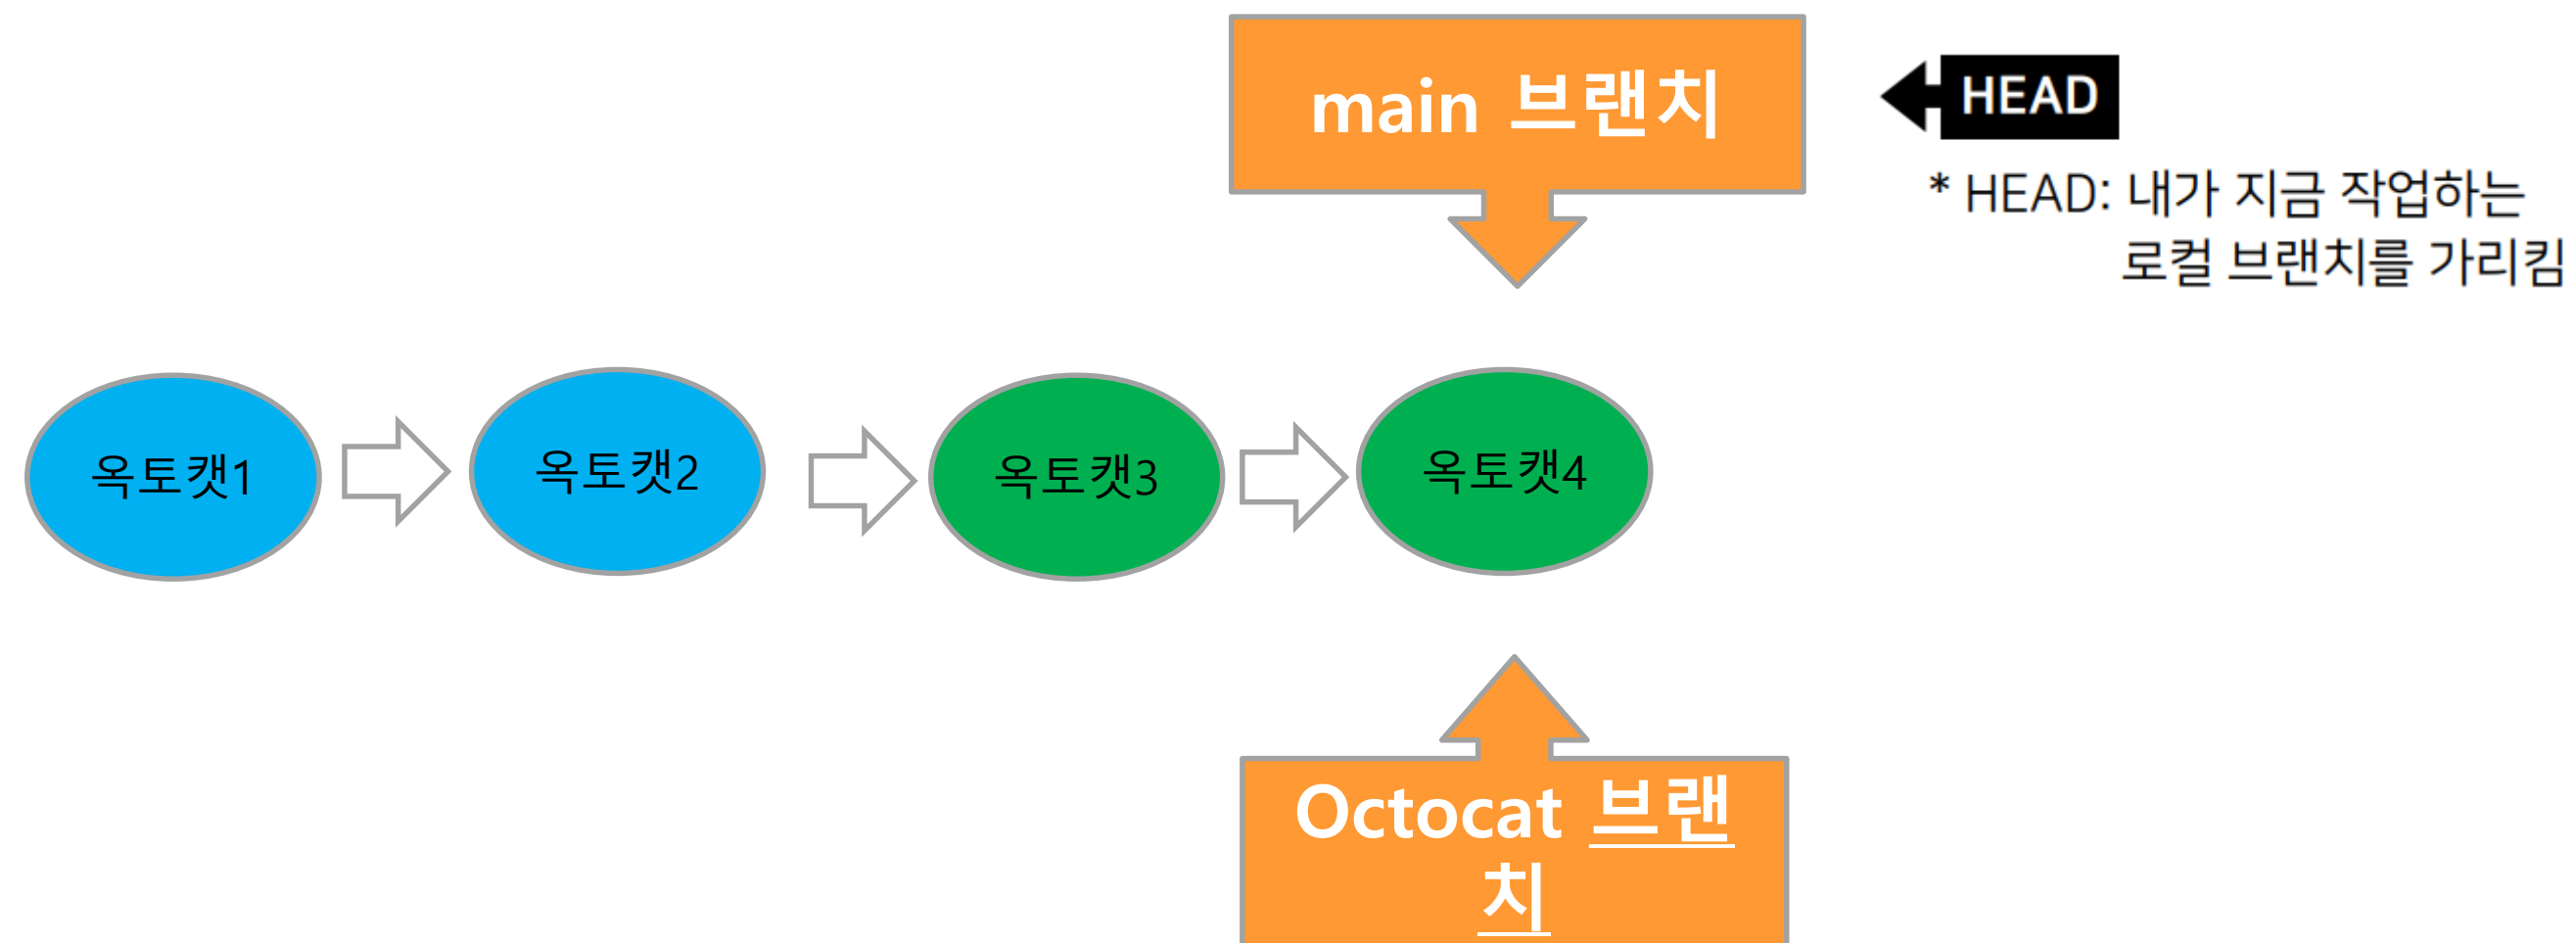 main 브랜치
HEAD
* HEAD: 내가 지금 작업하는
로컬 브랜치를 가리킴
옥토캣1
옥토캣2
옥토캣3
옥토캣4
Octocat 브랜
치